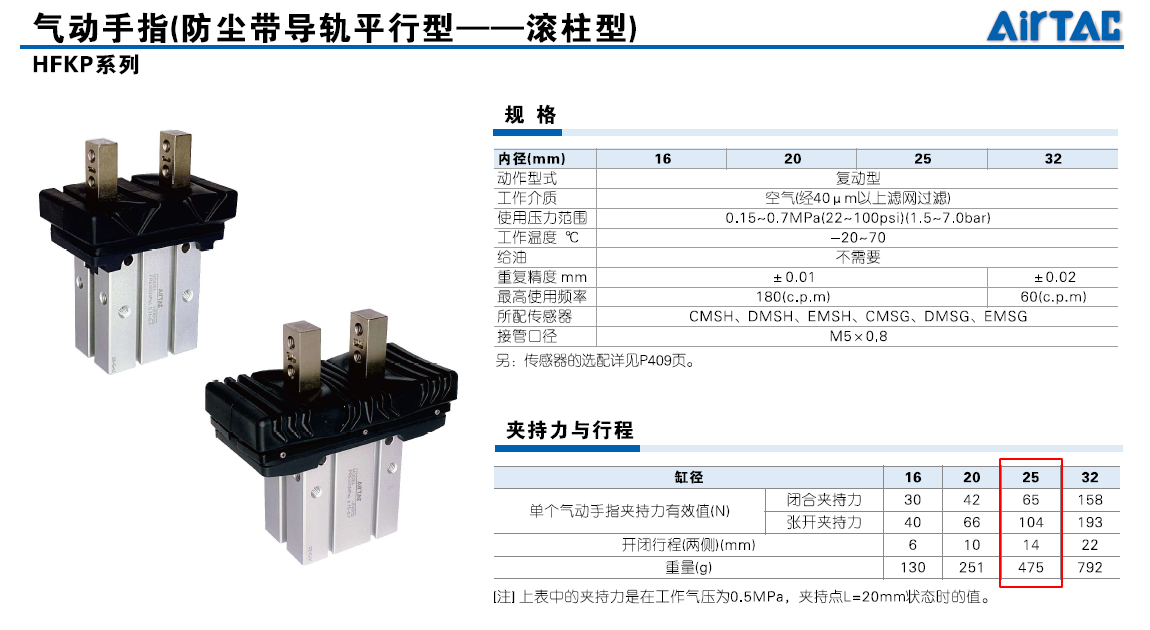 气动手指(防尘带导轨平行型——滚柱型)
AirTAC
HFKP系列
规 格
内径(mm) 16 20 25 32
动作型式 复动型
工作介质 空气(经40μm以上滤网过滤)
使用压力范围 0.15~0.7MPa(22~100psi)(1.5~7.0bar)
工作温度 ℃ –20~70
给油 不需要
重复精度 mm ±0.01 ±0.02
最高使用频率 180(c.p.m) 60(c.p.m)
所配传感器 CMSH、DMSH、EMSH、CMSG、DMSG、EMSG
接管口径 M5×0.8
另：传感器的选配详见P409页。
夹持力与行程
缸径 16 20 25 32
单个气动手指夹持力有效值(N) 闭合夹持力 30 42 65 158
张开夹持力 40 66 104 193
开闭行程(两侧)(mm) 6 10 14 22
重量(g) 130 251 475 792
[注] 上表中的夹持力是在工作气压为0.5MPa，夹持点L=20mm状态时的值。
AirTAC
AirTAC